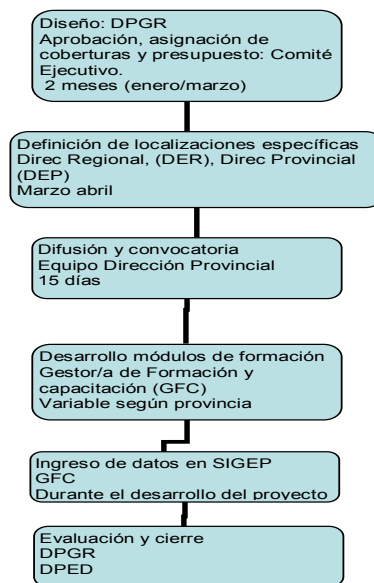 Diseño: DPGR
Aprobación, asignación de
coberturas y presupuesto: Comité
Ejecutivo.
2 meses (enero/marzo)
Definición de localizaciones específicas
Direc Regional, (DER), Direc Provincial
(DEP)
Marzo abril
Difusión y convocatoria
Equipo Dirección Provincial
15 días
Desarrollo módulos de formación
Gestor/a de Formación y
capacitación (GFC)
Variable según provincia
Ingreso de datos en SIGEP
GFC
Durante el desarrollo del proyecto
Evaluación y cierre
DPGR
DPED